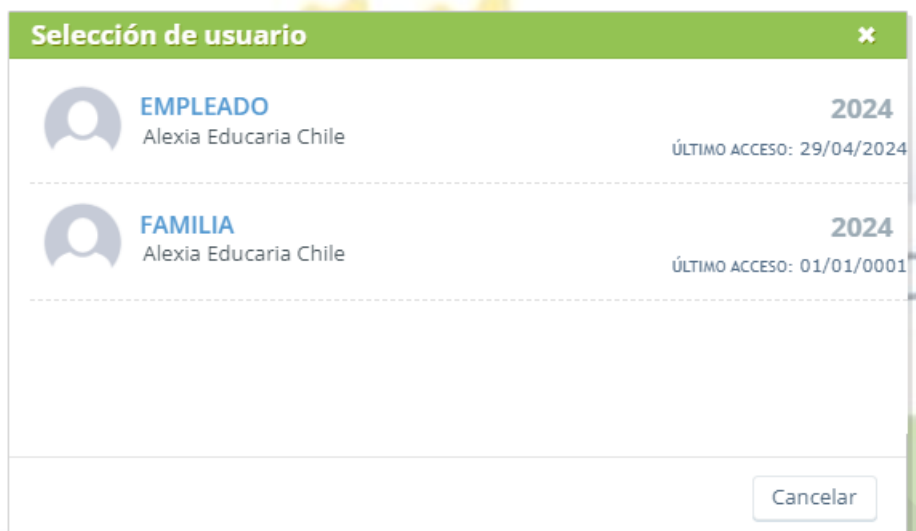 Selección de usuario
EMPLEADO
Alexia Educaria Chile
2024
ÚLTIMO ACCESO: 29/04/2024
FAMILIA
Alexia Educaria Chile
2024
ÚLTIMO ACCESO: 01/01/0001
Cancelar